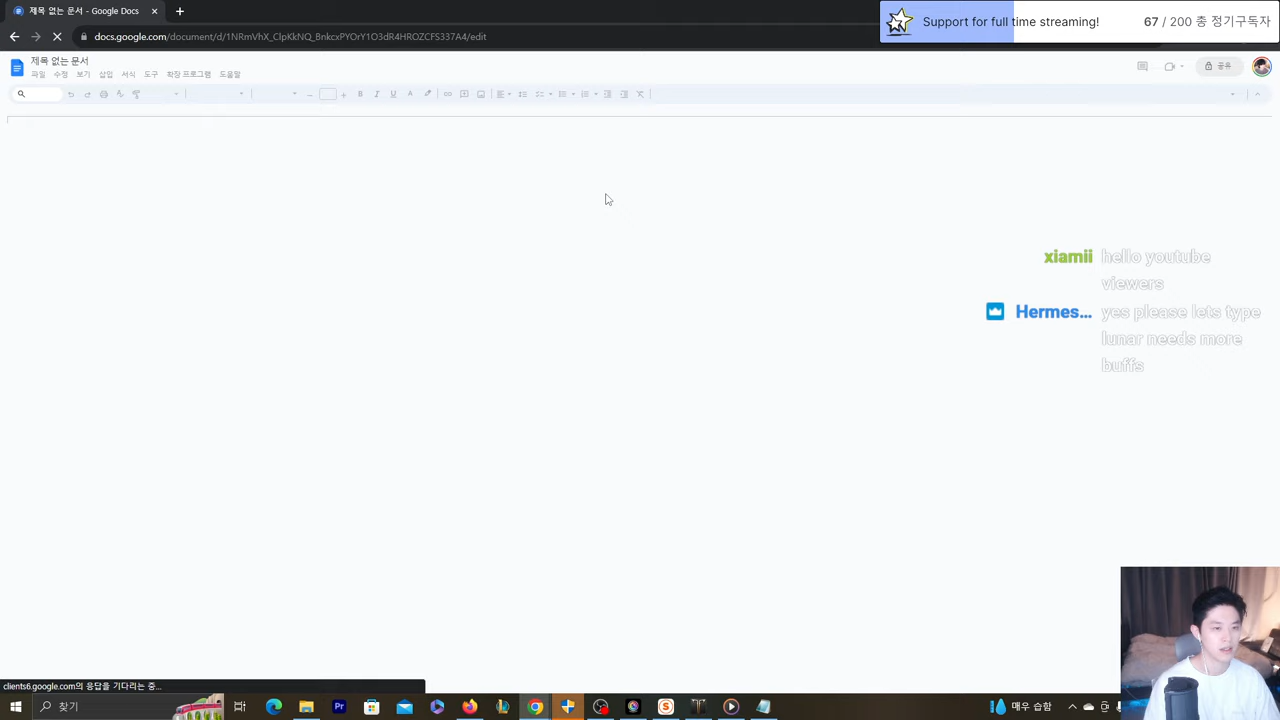 제목 없는 문서 - Google Docs
Support for full time streaming!
67 / 200 종 정기구독자
docs.google.com/document/d/1NRmVhX_ClpKkNQ_BnkcxPYOrY1O3dR4HROZCFS337A4/edit
제목 없는 문서
파일 수정 보기 삽입 서식 도구 확장 프로그램 도움말
공유
xiamii hello youtube
viewers
Hermes... yes please lets type
lunar needs more
buffs
clients6.google.com의 응답을 기다리는 중...
찾기
매우 습함